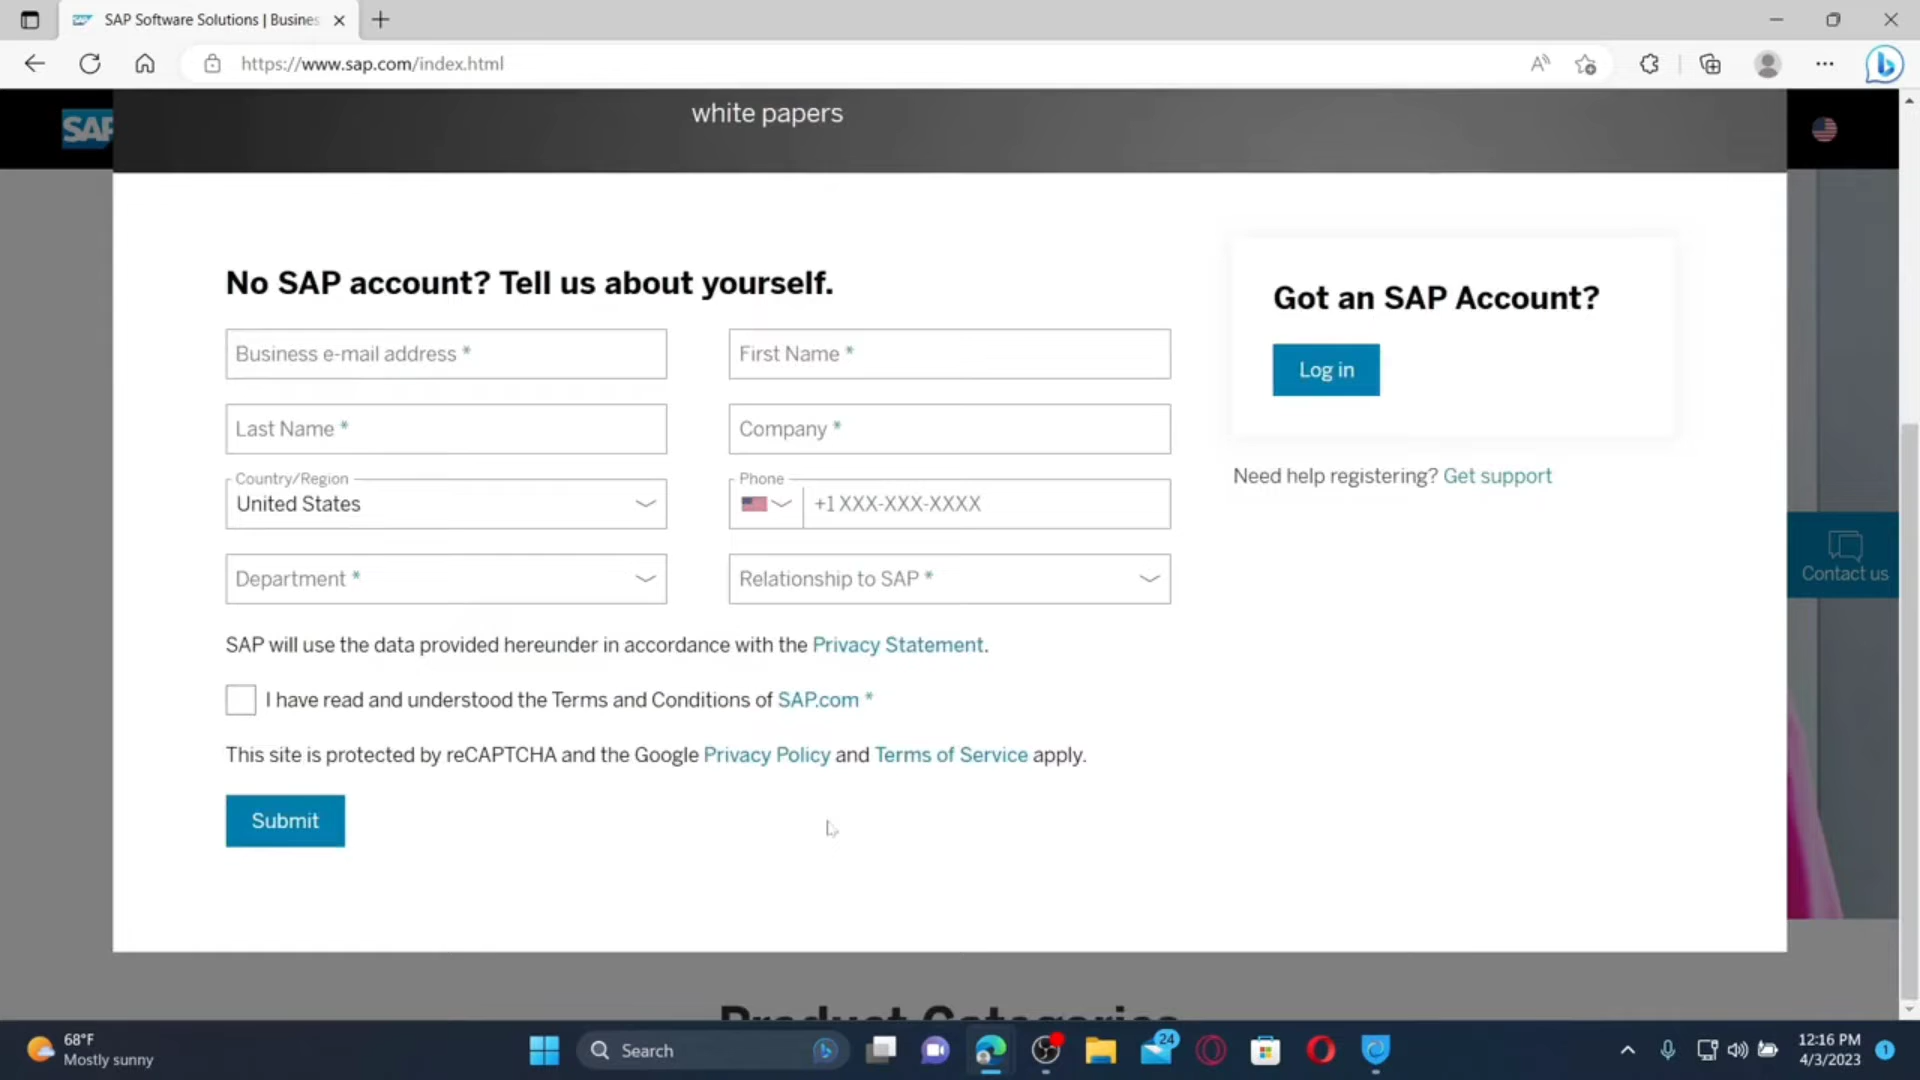 SAP Software Solutions | Busines
https://www.sap.com/index.html
white papers
SAP
No SAP account? Tell us about yourself.
Got an SAP Account?
Business e-mail address *
First Name *
Log in
Last Name *
Company *
Country/Region
United States
Phone
+1 XXX-XXX-XXXX
Need help registering? Get support
Department *
Relationship to SAP *
Contact us
SAP will use the data provided hereunder in accordance with the Privacy Statement.
I have read and understood the Terms and Conditions of SAP.com *
This site is protected by reCAPTCHA and the Google Privacy Policy and Terms of Service apply.
Submit
Product Categories
68°F
Mostly sunny
Search
24
12:16 PM
4/3/2023
1